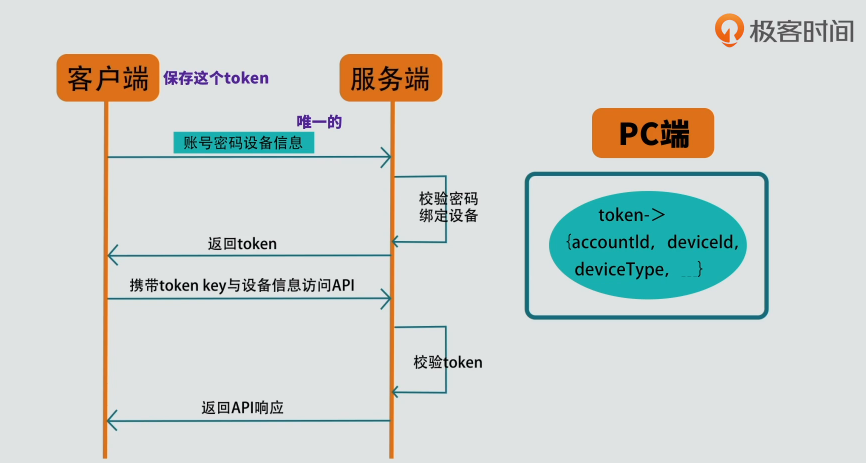 极客时间
客户端
保存这个token
服务端
唯一的
账号密码设备信息
PC端
校验密码
绑定设备
token->
{accountId, deviceId,
deviceType, ......}
返回token
携带token key与设备信息访问API
校验token
返回API响应